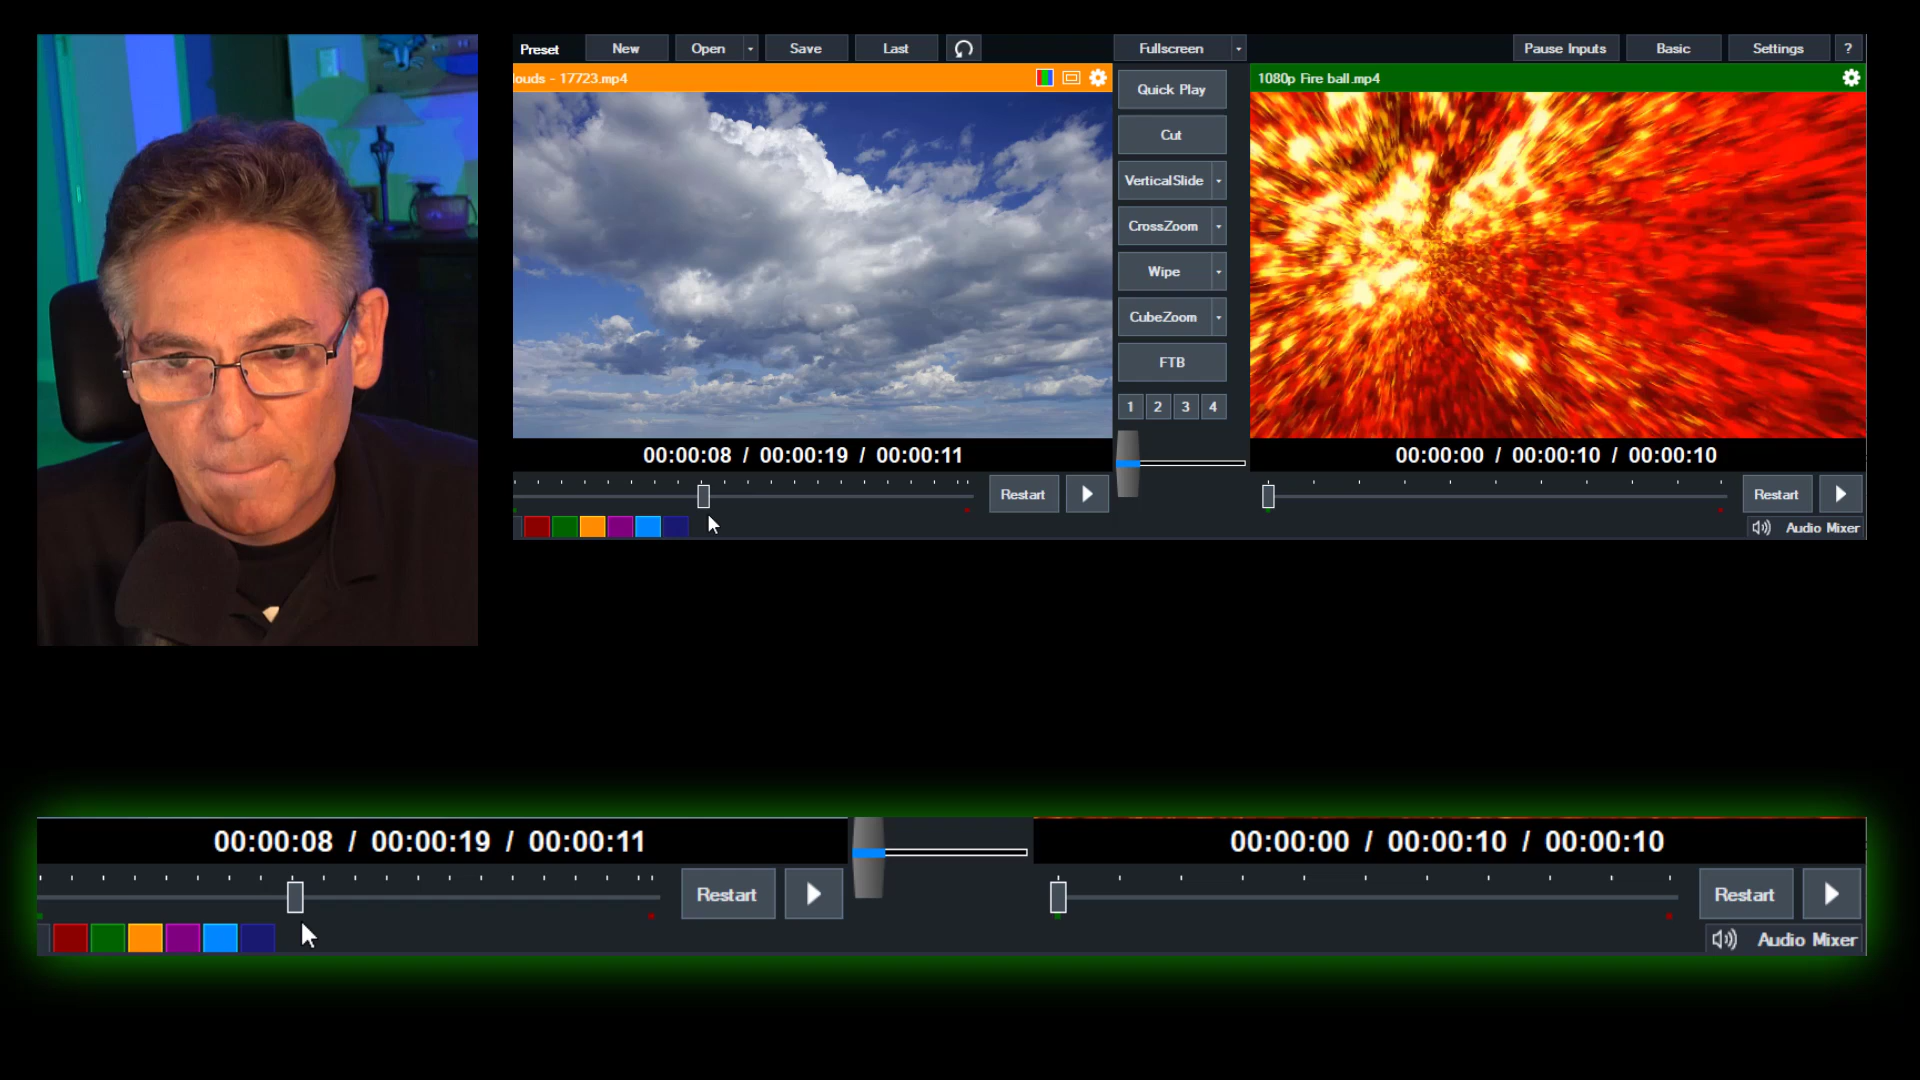 Preset New Open Save Last Fullscreen Pause Inputs Basic Settings ?
louds - 17723.mp4
1080p Fire ball.mp4
Quick Play
Cut
VerticalSlide
CrossZoom
Wipe
CubeZoom
FTB
1 2 3 4
00:00:08 / 00:00:19 / 00:00:11
00:00:00 / 00:00:10 / 00:00:10
Restart
Restart
Audio Mixer
00:00:08 / 00:00:19 / 00:00:11
00:00:00 / 00:00:10 / 00:00:10
Restart
Restart
Audio Mixer